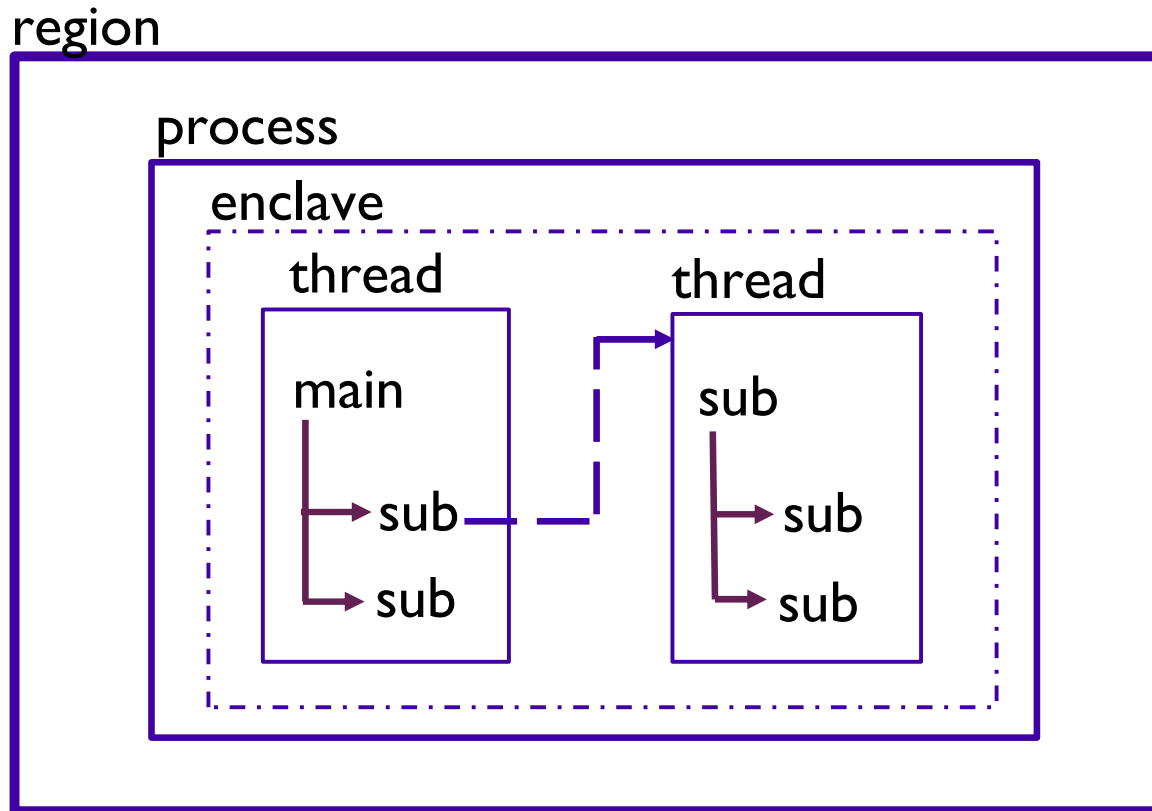 region
process
enclave
thread
main
sub
sub
thread
sub
sub
sub